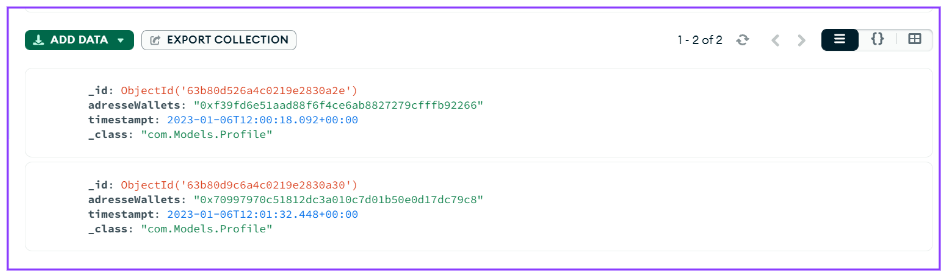 ADD DATA EXPORT COLLECTION 1 - 2 of 2 {}
_id: ObjectId('63b80d526a4c0219e2830a2e')
adresseWallets: "0xf39fd6e51aad88f6f4ce6ab8827279cfffb92266"
timestampt: 2023-01-06T12:00:18.092+00:00
_class: "com.Models.Profile"
_id: ObjectId('63b80d9c6a4c0219e2830a30')
adresseWallets: "0x70997970c51812dc3a010c7d01b50e0d17dc79c8"
timestampt: 2023-01-06T12:01:32.448+00:00
_class: "com.Models.Profile"